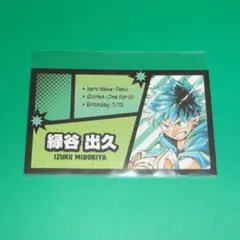 • Hero Name: Deku
• Quirk: One For All
• Birthday: 7/15
緑谷 出久
IZUKU MIDORIYA